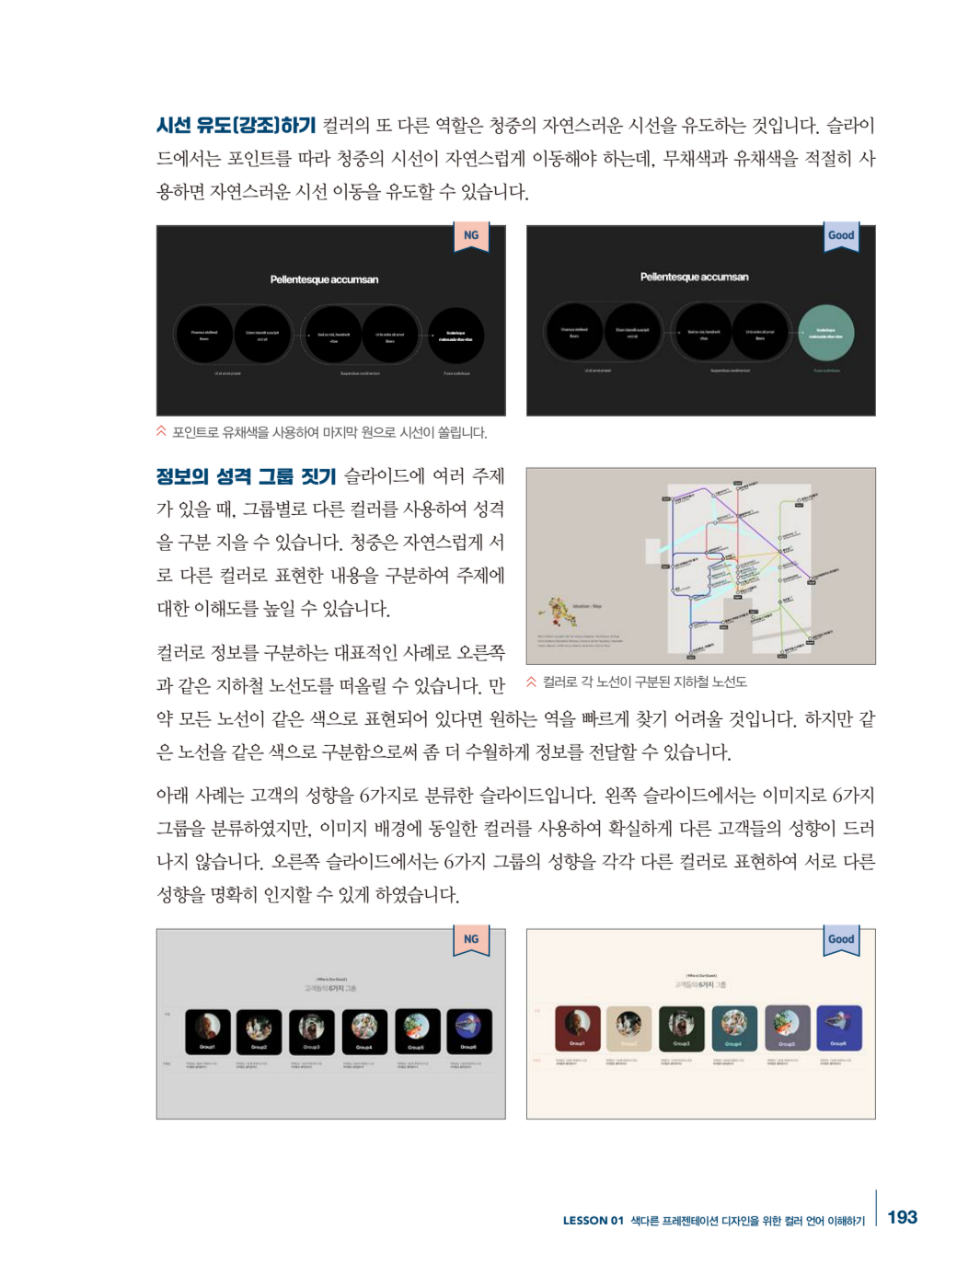 시선 유도(강조)하기 컬러의 또 다른 역할은 청중의 자연스러운 시선을 유도하는 것입니다. 슬라이
드에서는 포인트를 따라 청중의 시선이 자연스럽게 이동해야 하는데, 무채색과 유채색을 적절히 사
용하면 자연스러운 시선 이동을 유도할 수 있습니다.
NG
Pellentesque accumsan
Good
Pellentesque accumsan
포인트로 유채색을 사용하여 마지막 원으로 시선이 쏠립니다.
정보의 성격 그룹 짓기 슬라이드에 여러 주제
가 있을 때, 그룹별로 다른 컬러를 사용하여 성격
을 구분 지을 수 있습니다. 청중은 자연스럽게 서
로 다른 컬러로 표현한 내용을 구분하여 주제에
대한 이해도를 높일 수 있습니다.
컬러로 정보를 구분하는 대표적인 사례로 오른쪽
과 같은 지하철 노선도를 떠올릴 수 있습니다. 만
컬러로 각 노선이 구분된 지하철 노선도
약 모든 노선이 같은 색으로 표현되어 있다면 원하는 역을 빠르게 찾기 어려울 것입니다. 하지만 같
은 노선을 같은 색으로 구분함으로써 좀 더 수월하게 정보를 전달할 수 있습니다.
아래 사례는 고객의 성향을 6가지로 분류한 슬라이드입니다. 왼쪽 슬라이드에서는 이미지로 6가지
그룹을 분류하였지만, 이미지 배경에 동일한 컬러를 사용하여 확실하게 다른 고객들의 성향이 드러
나지 않습니다. 오른쪽 슬라이드에서는 6가지 그룹의 성향을 각각 다른 컬러로 표현하여 서로 다른
성향을 명확히 인지할 수 있게 하였습니다.
NG
고객들의 6가지 그룹
Group1 Group2 Group3 Group4 Group5 Group6
Good
고객들의 6가지 그룹
Group1 Group2 Group3 Group4 Group5 Group6
LESSON 01 색다른 프레젠테이션 디자인을 위한 컬러 언어 이해하기 193